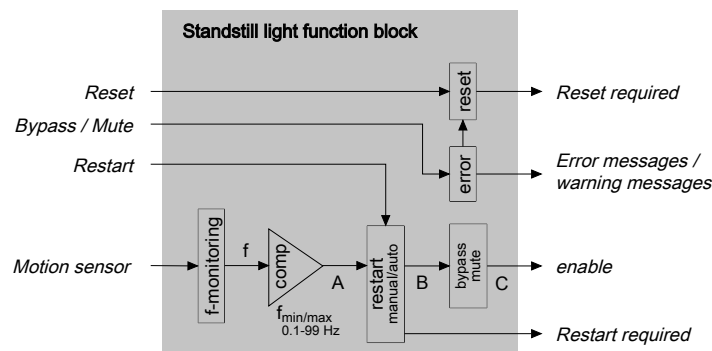 Standstill light function block
Reset
reset
Reset required
Bypass / Mute
Restart
error
Error messages /
warning messages
Motion sensor
f-monitoring
f
comp
f min/max
0.1-99 Hz
A
restart
manual/auto
B
bypass
mute
C
enable
Restart required